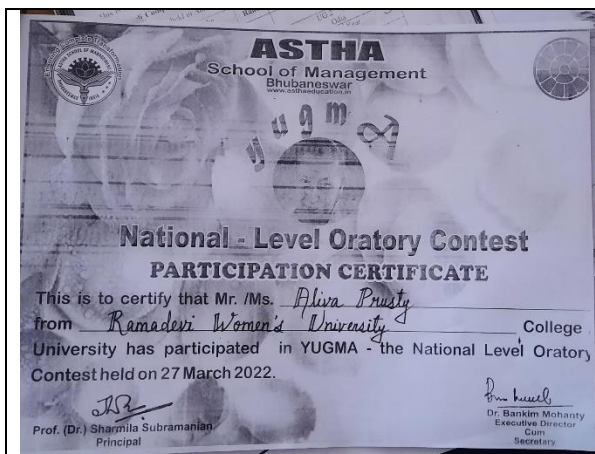 ASTHA
School of Management
Bhubaneswar
www.asthaeducation.in
yugma
National - Level Oratory Contest
PARTICIPATION CERTIFICATE
This is to certify that Mr. /Ms. Aliva Prusty
from Ramadevi Women's University College
University has participated in YUGMA - the National Level Oratory
Contest held on 27 March 2022.
Prof. (Dr.) Sharmila Subramanian
Principal
Dr. Bankim Mohanty
Executive Director
Cum
Secretary